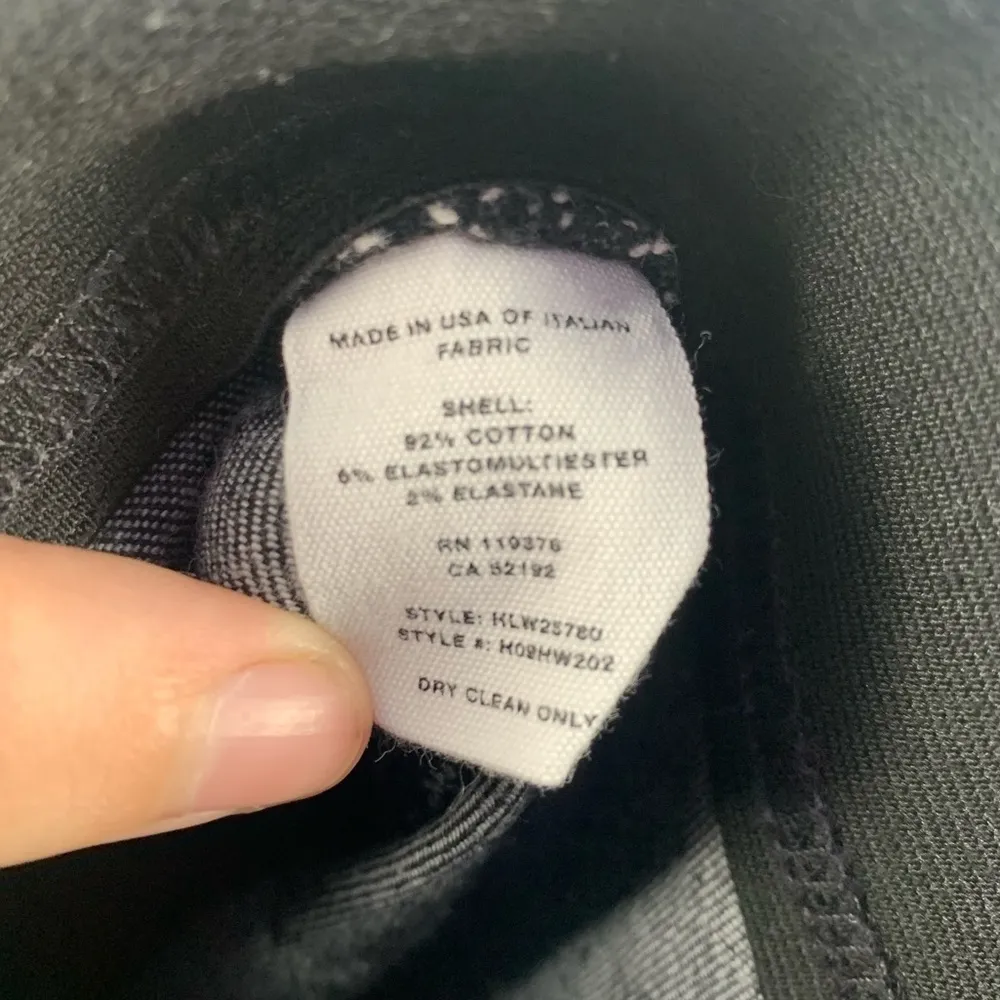 MADE IN USA OF ITALIAN
FABRIC
SHELL:
92% COTTON
6% ELASTOMULTIESTER
2% ELASTANE
RN 119376
CA 52192
STYLE: KLW2578U
STYLE #: H09HW202
DRY CLEAN ONLY